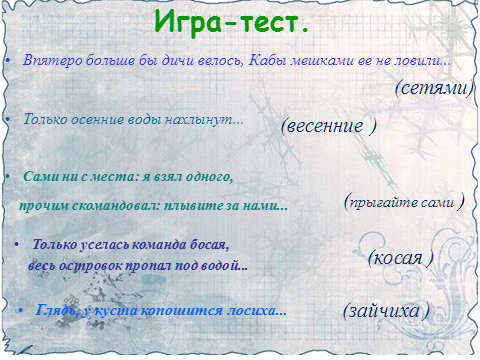 Игра-тест.
• Впятеро больше бы дичи велось, Кабы мешками ее не ловили...
(сетями)
• Только осенние воды нахлынут...
(весенние )
• Сами ни с места: я взял одного,
прочим скомандовал: плывите за нами...
(прыгайте сами )
• Только уселась команда босая,
весь островок пропал под водой...
(косая )
• Глядь, у куста копошится лосиха...
(зайчиха )